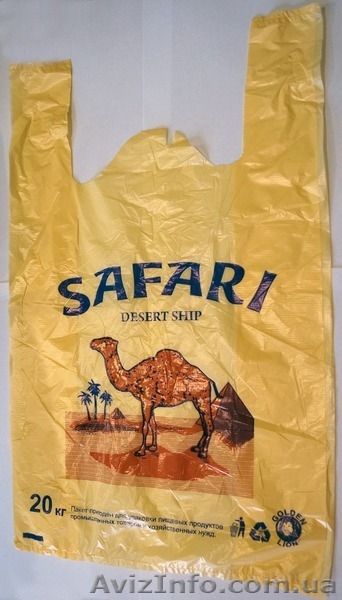 SAFARI
DESERT SHIP
20 кг
Пакет пригоден для упаковки пищевых продуктов
промышленных товаров и хозяйственных нужд.
GOLDEN
LION
AvizInfo.com.ua